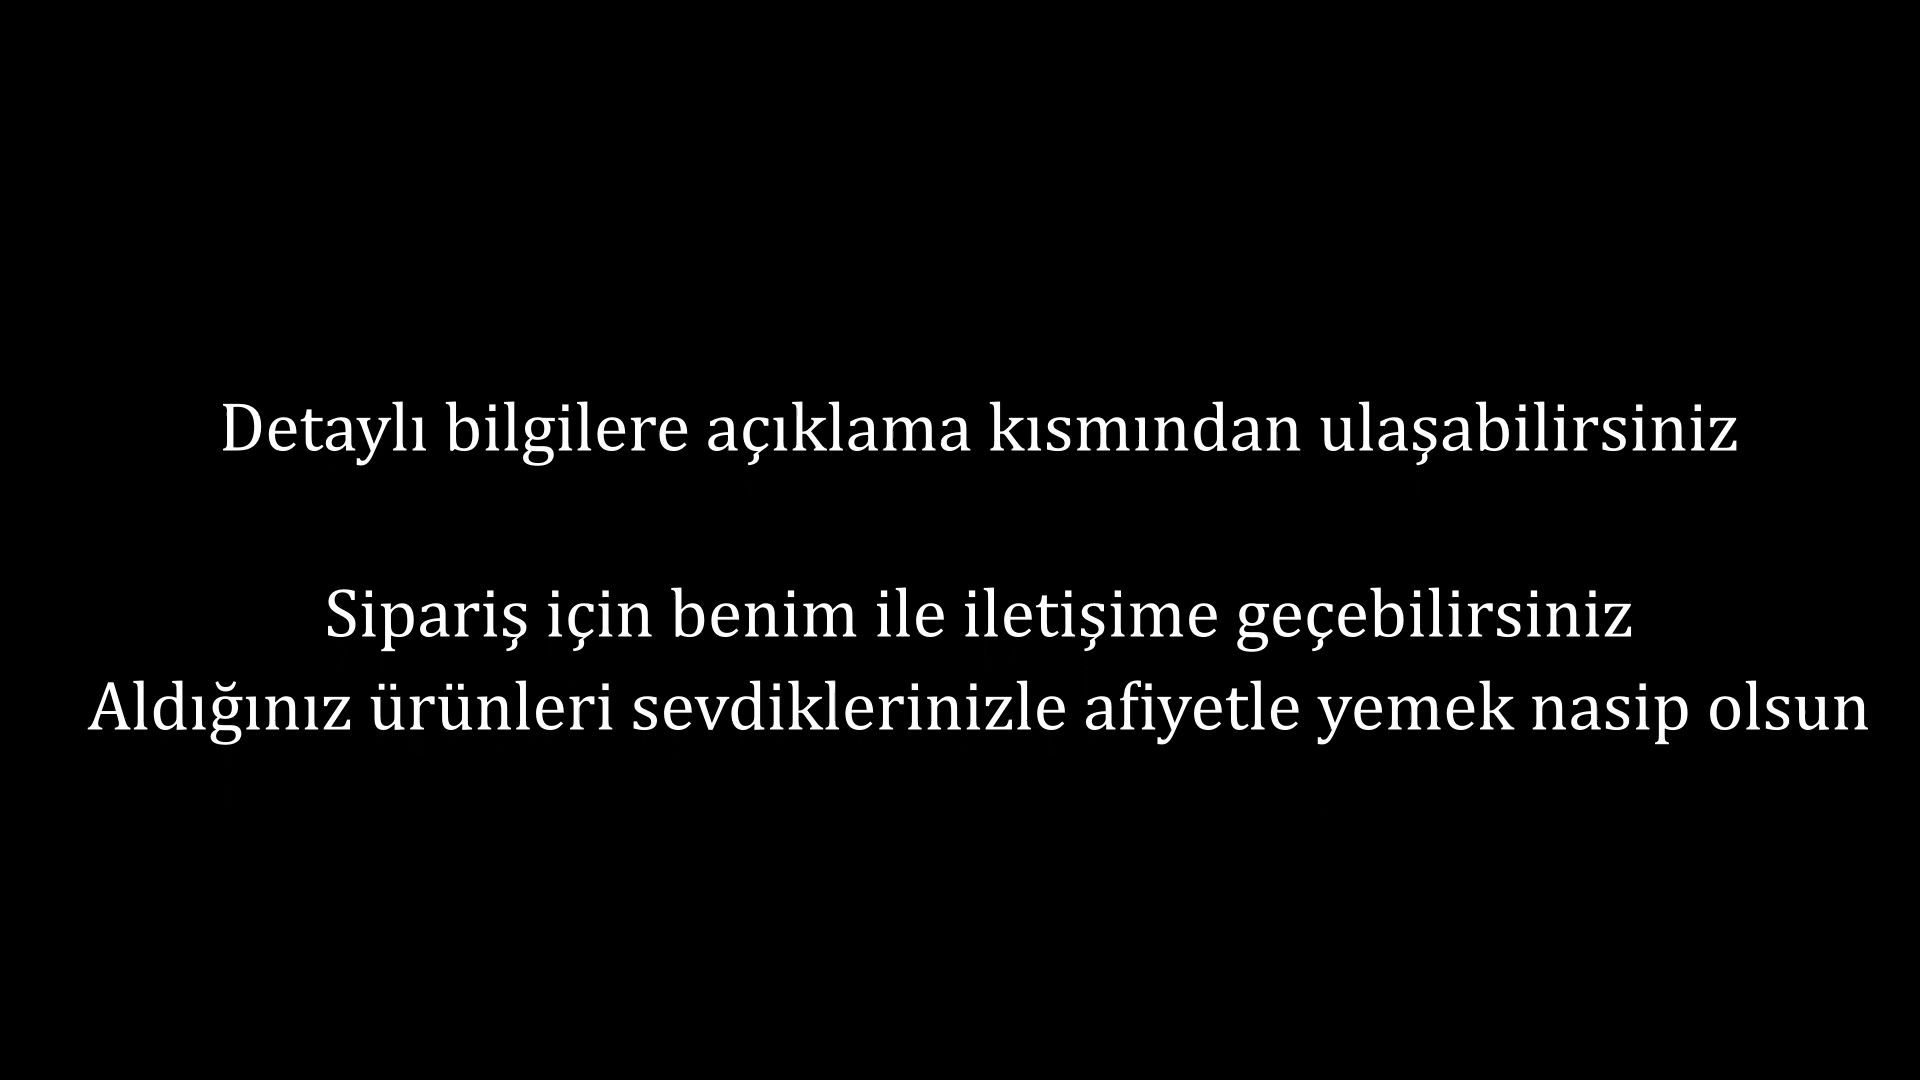 Detaylı bilgilere açıklama kısmından ulaşabilirsiniz
Sipariş için benim ile iletişime geçebilirsiniz
Aldığınız ürünleri sevdiklerinizle afiyetle yemek nasip olsun